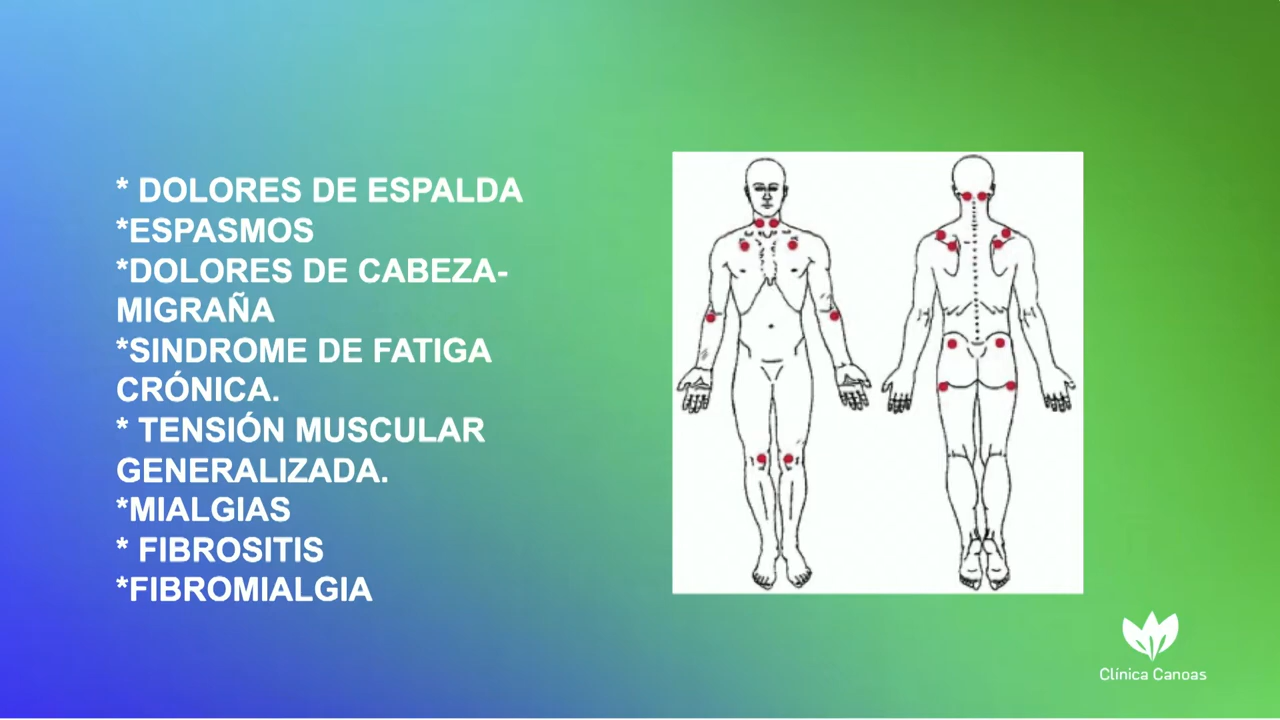 * DOLORES DE ESPALDA
*ESPASMOS
*DOLORES DE CABEZA-
MIGRAÑA
*SINDROME DE FATIGA
CRÓNICA.
* TENSIÓN MUSCULAR
GENERALIZADA.
*MIALGIAS
* FIBROSITIS
*FIBROMIALGIA
Clínica Canoas